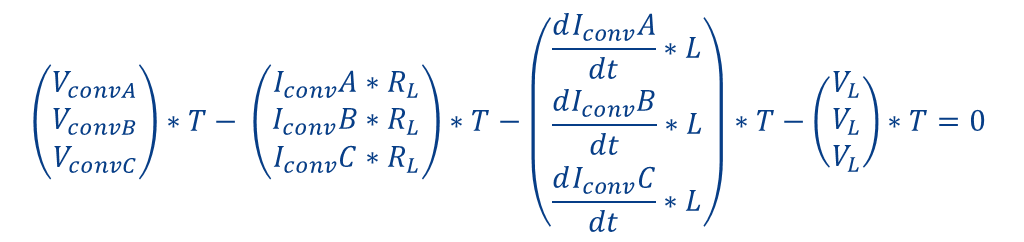 (V_convA V_convB V_convC) * T − (I_conv A * R_L I_conv B * R_L I_conv C * R_L) * T − (dI_conv A/dt * L dI_conv B/dt * L dI_conv C/dt * L) * T − (V_L V_L V_L) * T = 0